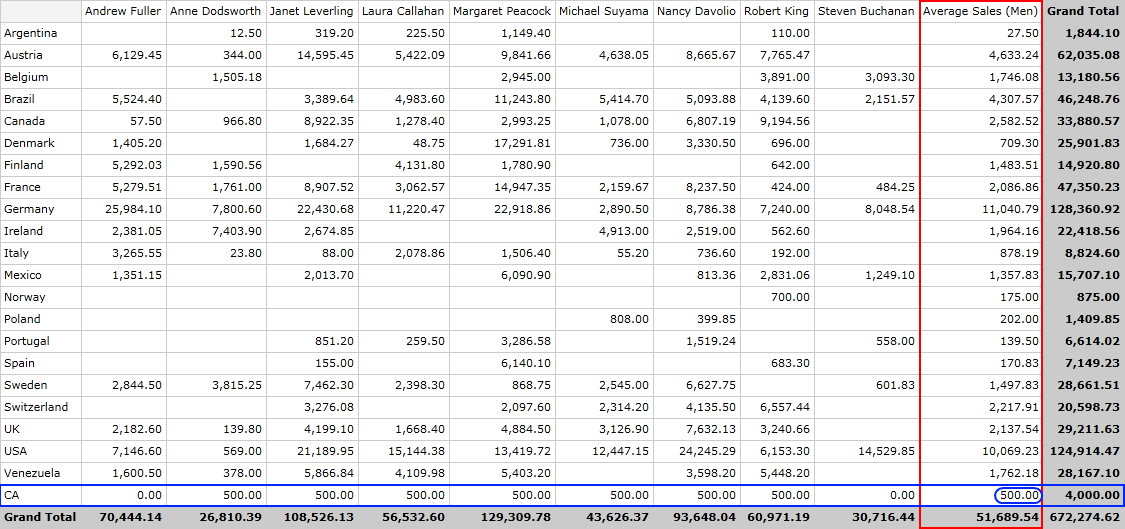 Andrew Fuller Anne Dodsworth Janet Leverling Laura Callahan Margaret Peacock Michael Suyama Nancy Davolio Robert King Steven Buchanan Average Sales (Men) Grand Total
Argentina 12.50 319.20 225.50 1,149.40 110.00 27.50 1,844.10
Austria 6,129.45 344.00 14,595.45 5,422.09 9,841.66 4,638.05 8,665.67 7,765.47 4,633.24 62,035.08
Belgium 1,505.18 2,945.00 3,891.00 3,093.30 1,746.08 13,180.56
Brazil 5,524.40 3,389.64 4,983.60 11,243.80 5,414.70 5,093.88 4,139.60 2,151.57 4,307.57 46,248.76
Canada 57.50 966.80 8,922.35 1,278.40 2,993.25 1,078.00 6,807.19 9,194.56 2,582.52 33,880.57
Denmark 1,405.20 1,684.27 48.75 17,291.81 736.00 3,330.50 696.00 709.30 25,901.83
Finland 5,292.03 1,590.56 4,131.80 1,780.90 642.00 1,483.51 14,920.80
France 5,279.51 1,761.00 8,907.52 3,062.57 14,947.35 2,159.67 8,237.50 424.00 484.25 2,086.86 47,350.23
Germany 25,984.10 7,800.60 22,430.68 11,220.47 22,918.86 2,890.50 8,786.38 7,240.00 8,048.54 11,040.79 128,360.92
Ireland 2,381.05 7,403.90 2,674.85 4,913.00 2,519.00 562.60 1,964.16 22,418.56
Italy 3,265.55 23.80 88.00 2,078.86 1,506.40 55.20 736.60 192.00 878.19 8,824.60
Mexico 1,351.15 2,013.70 6,090.90 813.36 2,831.06 1,249.10 1,357.83 15,707.10
Norway 700.00 175.00 875.00
Poland 808.00 399.85 202.00 1,409.85
Portugal 851.20 259.50 3,286.58 1,519.24 558.00 139.50 6,614.02
Spain 155.00 6,140.10 683.30 170.83 7,149.23
Sweden 2,844.50 3,815.25 7,462.30 2,398.30 868.75 2,545.00 6,627.75 601.83 1,497.83 28,661.51
Switzerland 3,276.08 2,097.60 2,314.20 4,135.50 6,557.44 2,217.91 20,598.73
UK 2,182.60 139.80 4,199.10 1,668.40 4,884.50 3,126.90 7,632.13 3,240.66 2,137.54 29,211.63
USA 7,146.60 569.00 21,189.95 15,144.38 13,419.72 12,447.15 24,245.29 6,153.30 14,529.85 10,069.23 124,914.47
Venezuela 1,600.50 378.00 5,866.84 4,109.98 5,403.20 3,598.20 5,448.20 1,762.18 28,167.10
CA 0.00 500.00 500.00 500.00 500.00 500.00 500.00 500.00 0.00 500.00 4,000.00
Grand Total 70,444.14 26,810.39 108,526.13 56,532.60 129,309.78 43,626.37 93,648.04 60,971.19 30,716.44 51,689.54 672,274.62